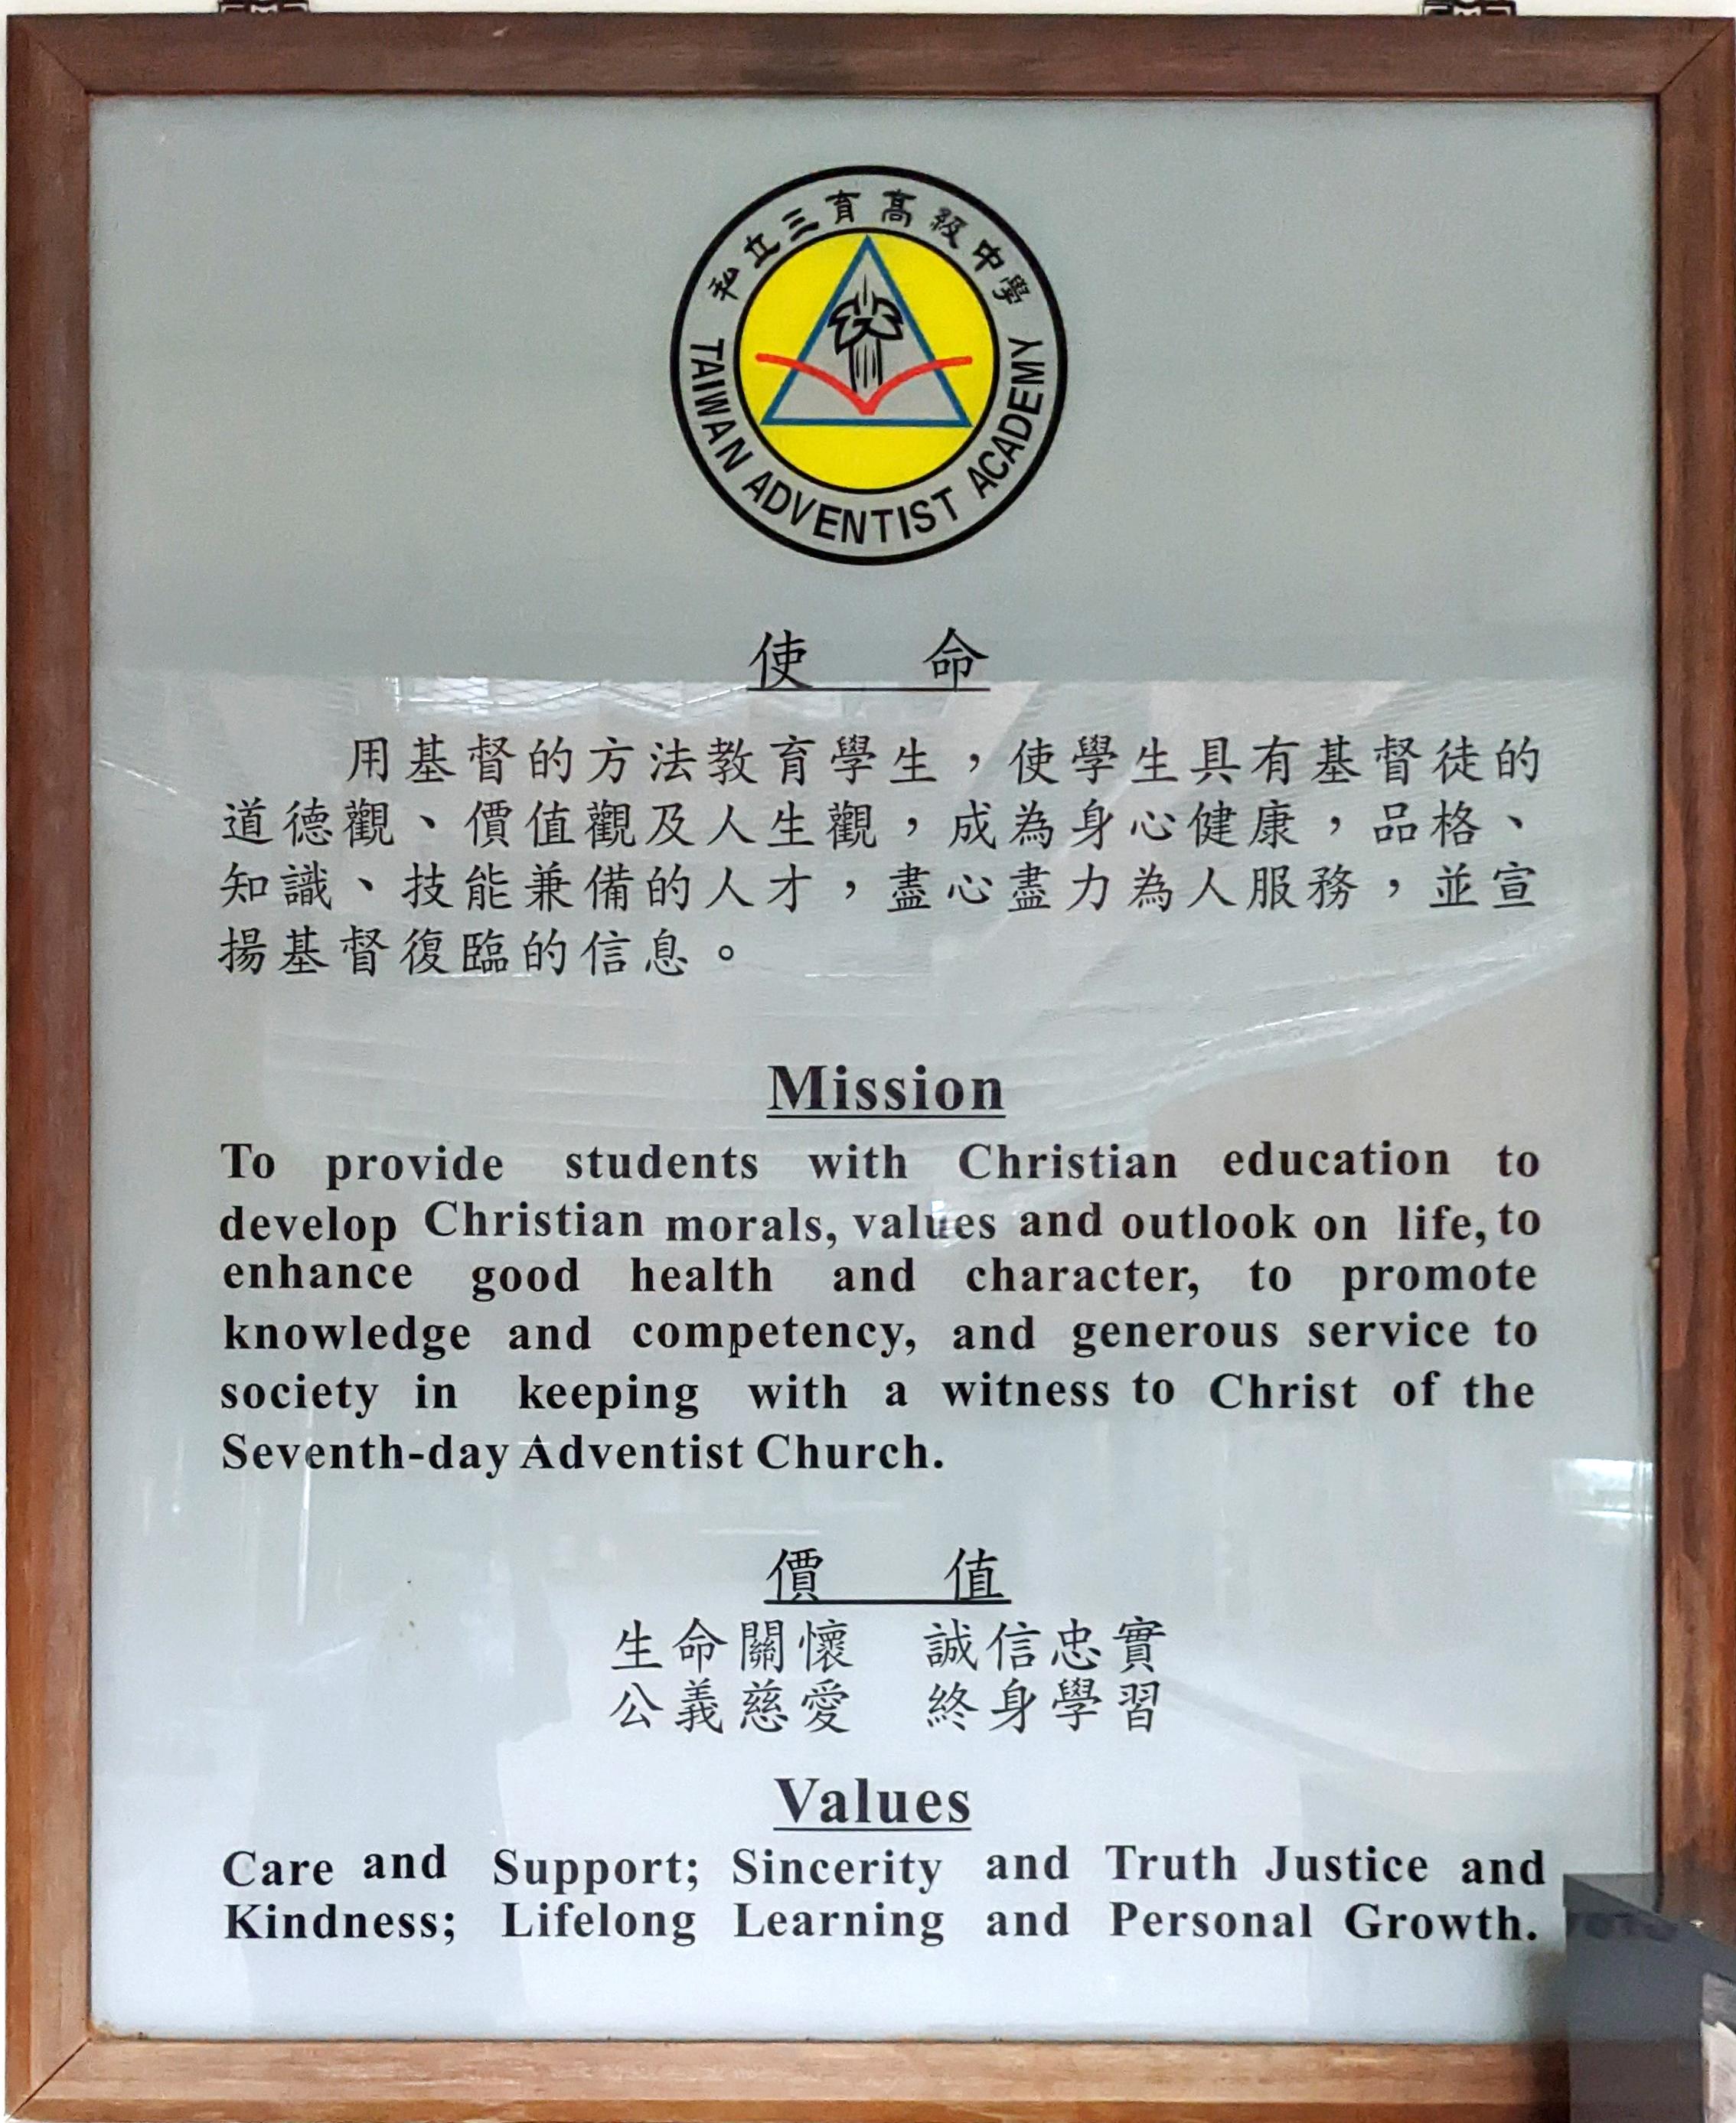 私立三育高級中學
TAIWAN ADVENTIST ACADEMY
使命
用基督的方法教育學生，使學生具有基督徒的
道德觀、價值觀及人生觀，成為身心健康，品格、
知識、技能兼備的人才，盡心盡力為人服務，並宣
揚基督復臨的信息。
Mission
To provide students with Christian education to
develop Christian morals, values and outlook on life, to
enhance good health and character, to promote
knowledge and competency, and generous service to
society in keeping with a witness to Christ of the
Seventh-day Adventist Church.
價值
生命關懷 誠信忠實
公義慈愛 終身學習
Values
Care and Support; Sincerity and Truth Justice and
Kindness; Lifelong Learning and Personal Growth.